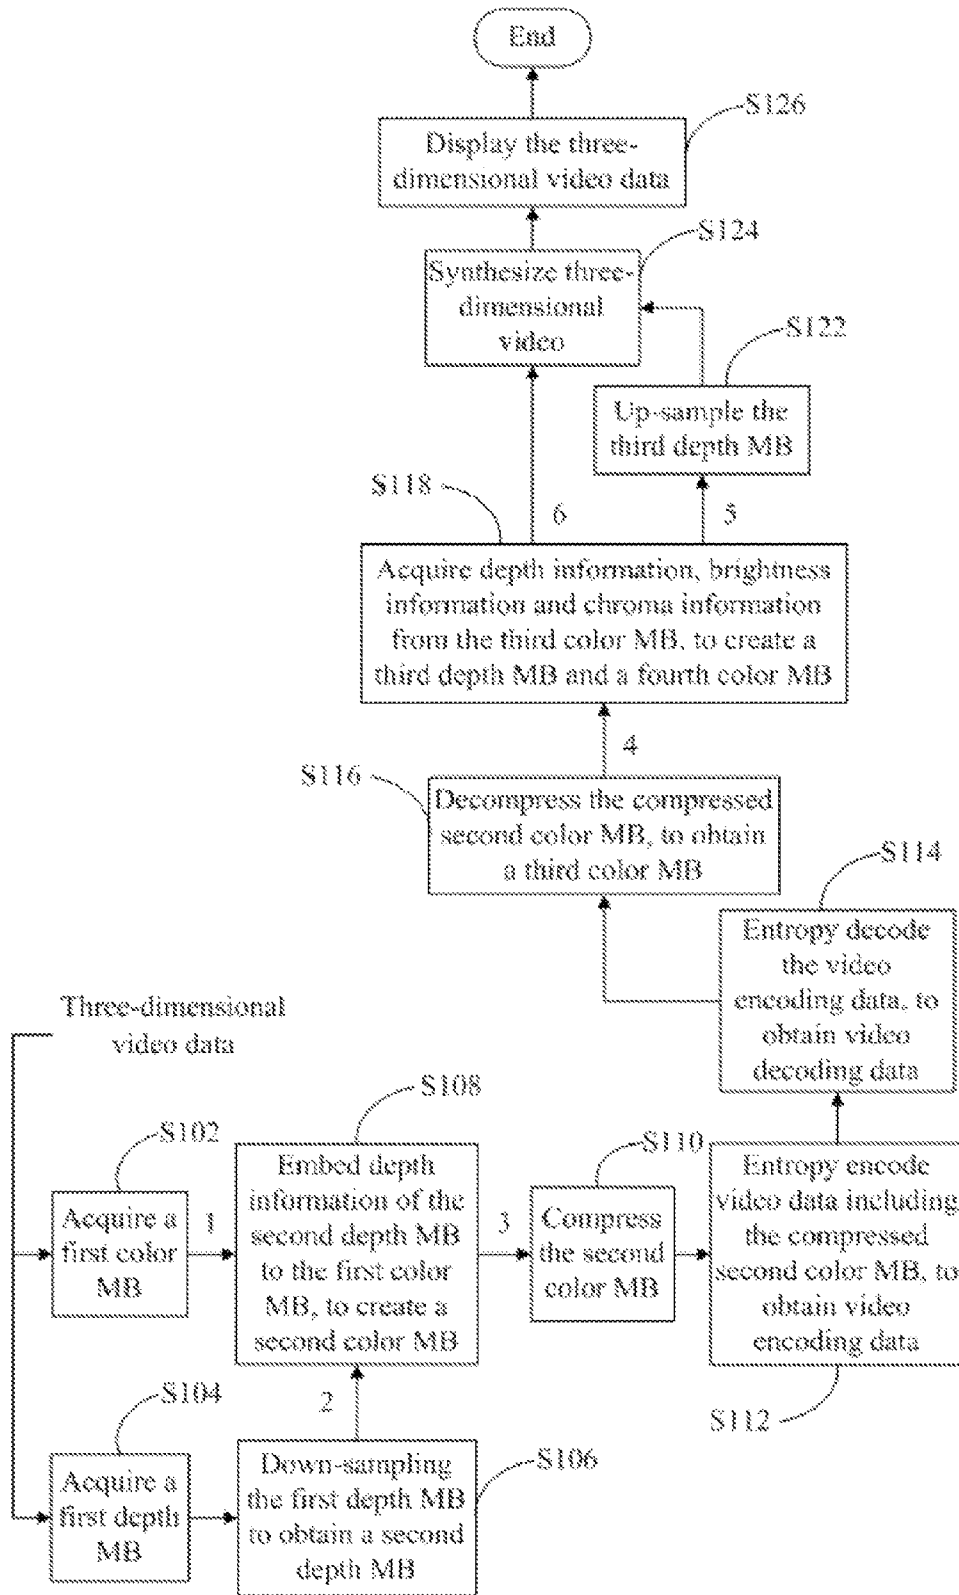 End
S126
Display the three-
dimensional video data
S124
Synthesize three-
dimensional
video
S122
Up-sample the
third depth MB
S118
6
5
Acquire depth information, brightness
information and chroma information
from the third color MB, to create a
third depth MB and a fourth color MB
4
S116
Decompress the compressed
second color MB, to obtain
a third color MB
S114
Entropy decode
the video
encoding data, to
obtain video
decoding data
Three-dimensional
video data
S108
S102
S110
Embed depth
information of the
second depth MB
to the first color
MB, to create a
second color MB
Entropy encode
video data including
the compressed
second color MB, to
obtain video
encoding data
Acquire a
first color
MB
1
3
Compress
the second
color MB
2
S104
S112
S106
Acquire a
first depth
MB
Down-sampling
the first depth MB
to obtain a second
depth MB